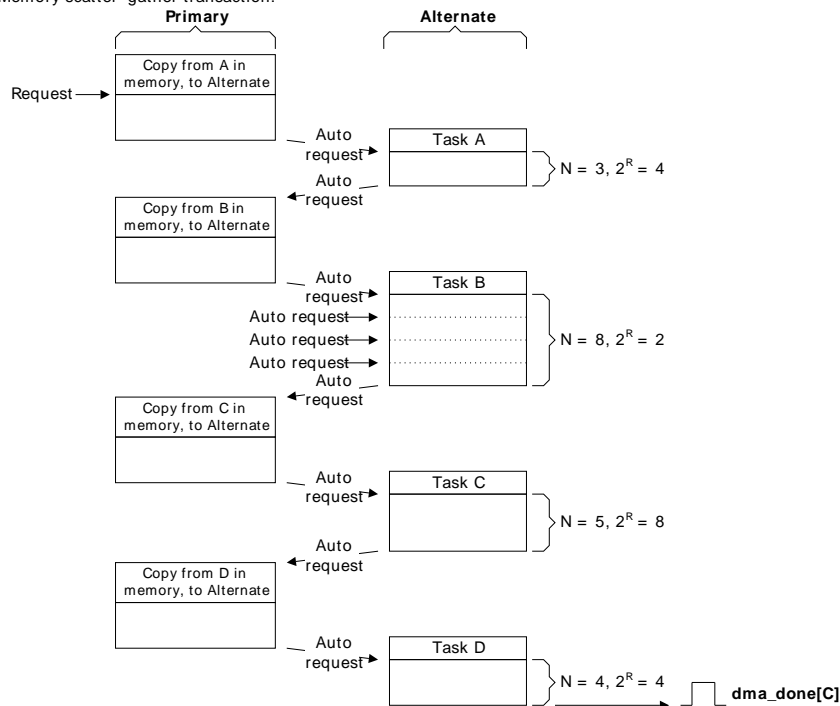 Memory scatter-gather transaction:
Primary
Alternate
Copy from A in
memory, to Alternate
Request
Auto
request
Task A
N = 3, 2^R = 4
Auto
request
Copy from B in
memory, to Alternate
Auto
request
Task B
Auto request
Auto request
Auto request
N = 8, 2^R = 2
Auto
request
Copy from C in
memory, to Alternate
Auto
request
Task C
N = 5, 2^R = 8
Auto
request
Copy from D in
memory, to Alternate
Auto
request
Task D
N = 4, 2^R = 4
dma_done[C]